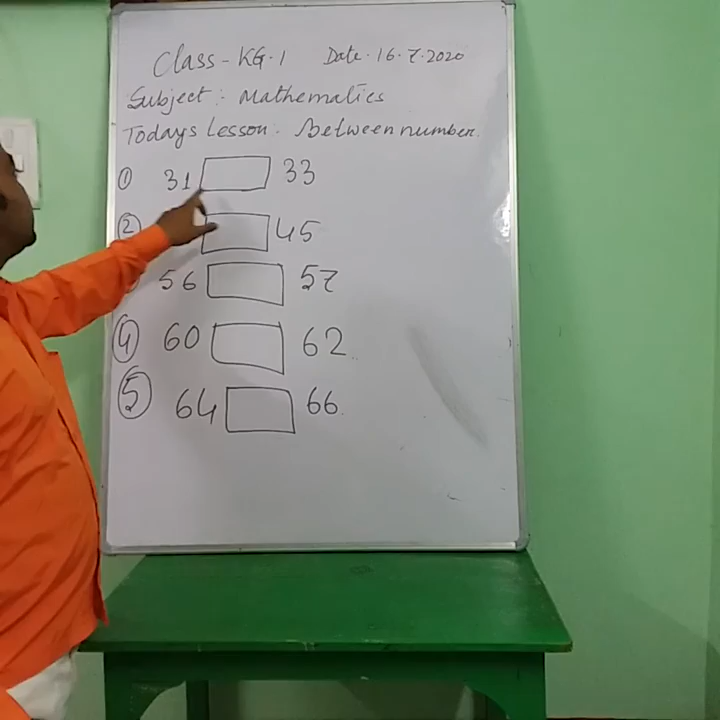 Class - KG.1 Date. 16.7.2020
Subject :- Mathematics
Todays Lesson. Between number.
① 31 33
② 45
56 57
④ 60 62
⑤ 64 66